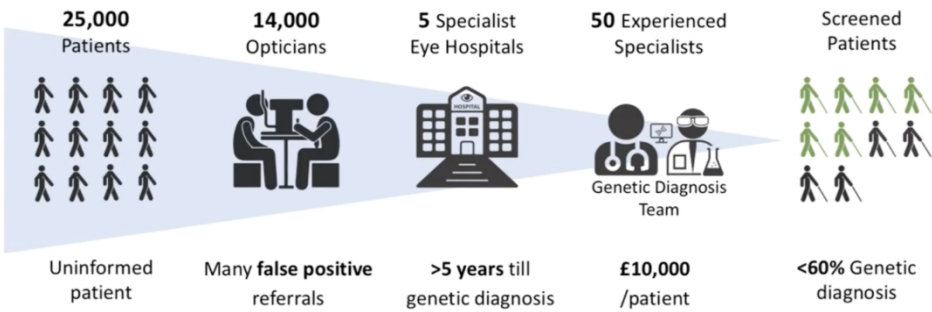 25,000
Patients
14,000
Opticians
5 Specialist
Eye Hospitals
50 Experienced
Specialists
Screened
Patients
HOSPITAL
Genetic Diagnosis
Team
Uninformed
patient
Many false positive
referrals
>5 years till
genetic diagnosis
£10,000
/patient
<60% Genetic
diagnosis